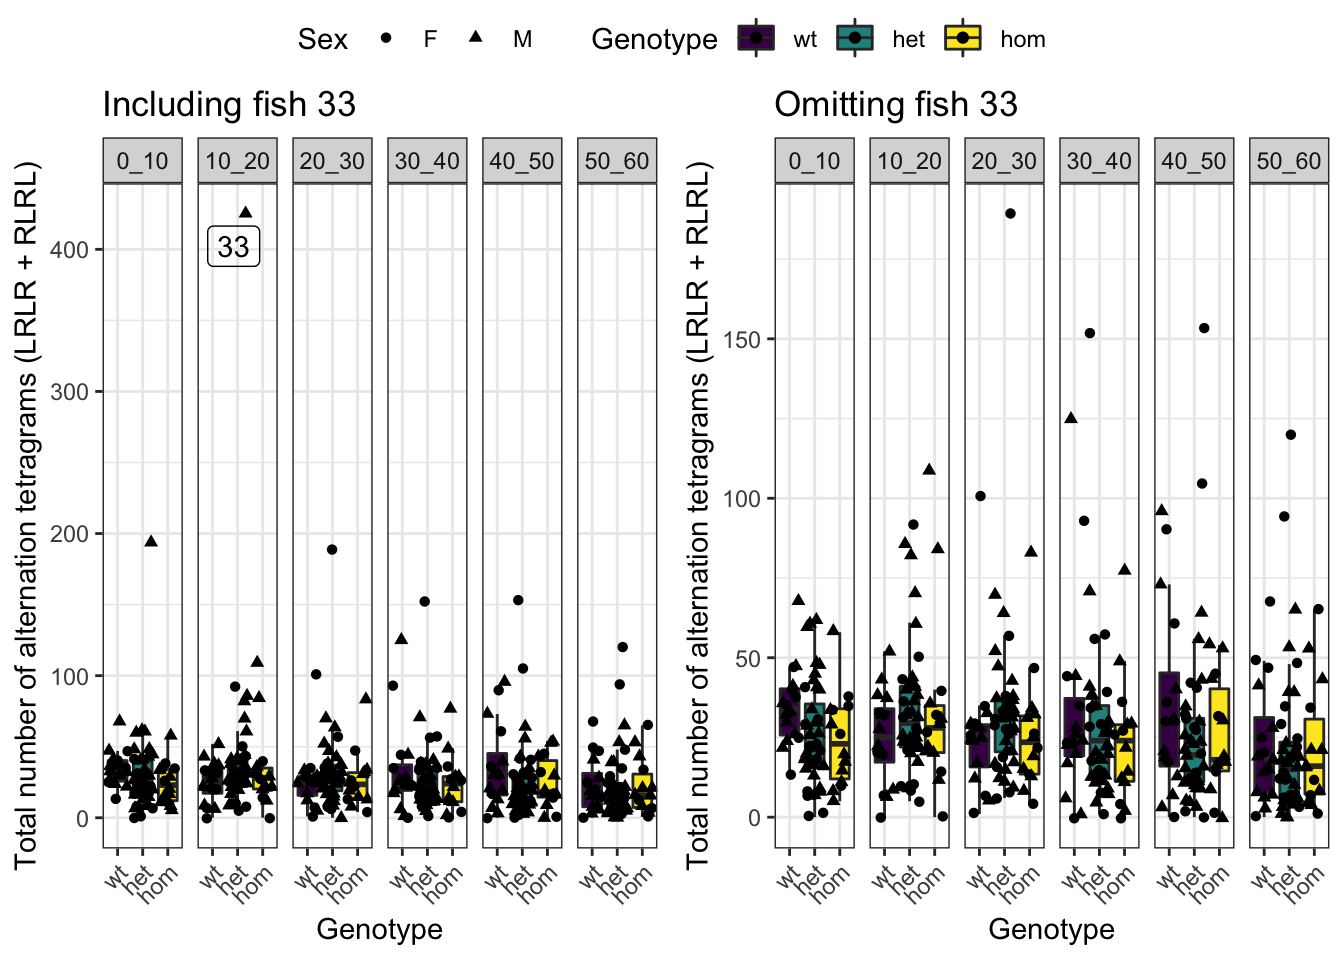 Sex F M Genotype wt het hom
Including fish 33
Omitting fish 33
0_10 10_20 20_30 30_40 40_50 50_60
0_10 10_20 20_30 30_40 40_50 50_60
Total number of alternation tetragrams (LRLR + RLRL)
400
300
200
100
0
33
wt het hom wt het hom wt het hom wt het hom wt het hom wt het hom
Genotype
Total number of alternation tetragrams (LRLR + RLRL)
150
100
50
0
wt het hom wt het hom wt het hom wt het hom wt het hom wt het hom
Genotype